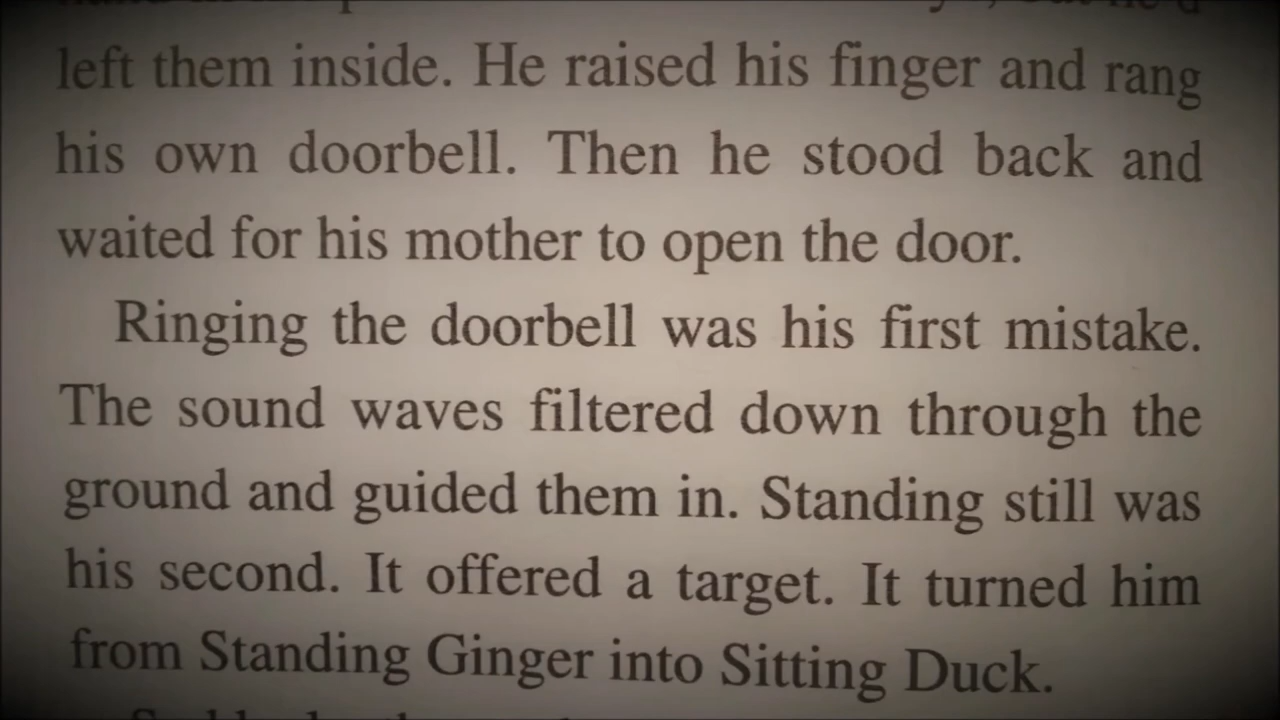 left them inside. He raised his finger and rang
his own doorbell. Then he stood back and
waited for his mother to open the door.
Ringing the doorbell was his first mistake.
The sound waves filtered down through the
ground and guided them in. Standing still was
his second. It offered a target. It turned him
from Standing Ginger into Sitting Duck.